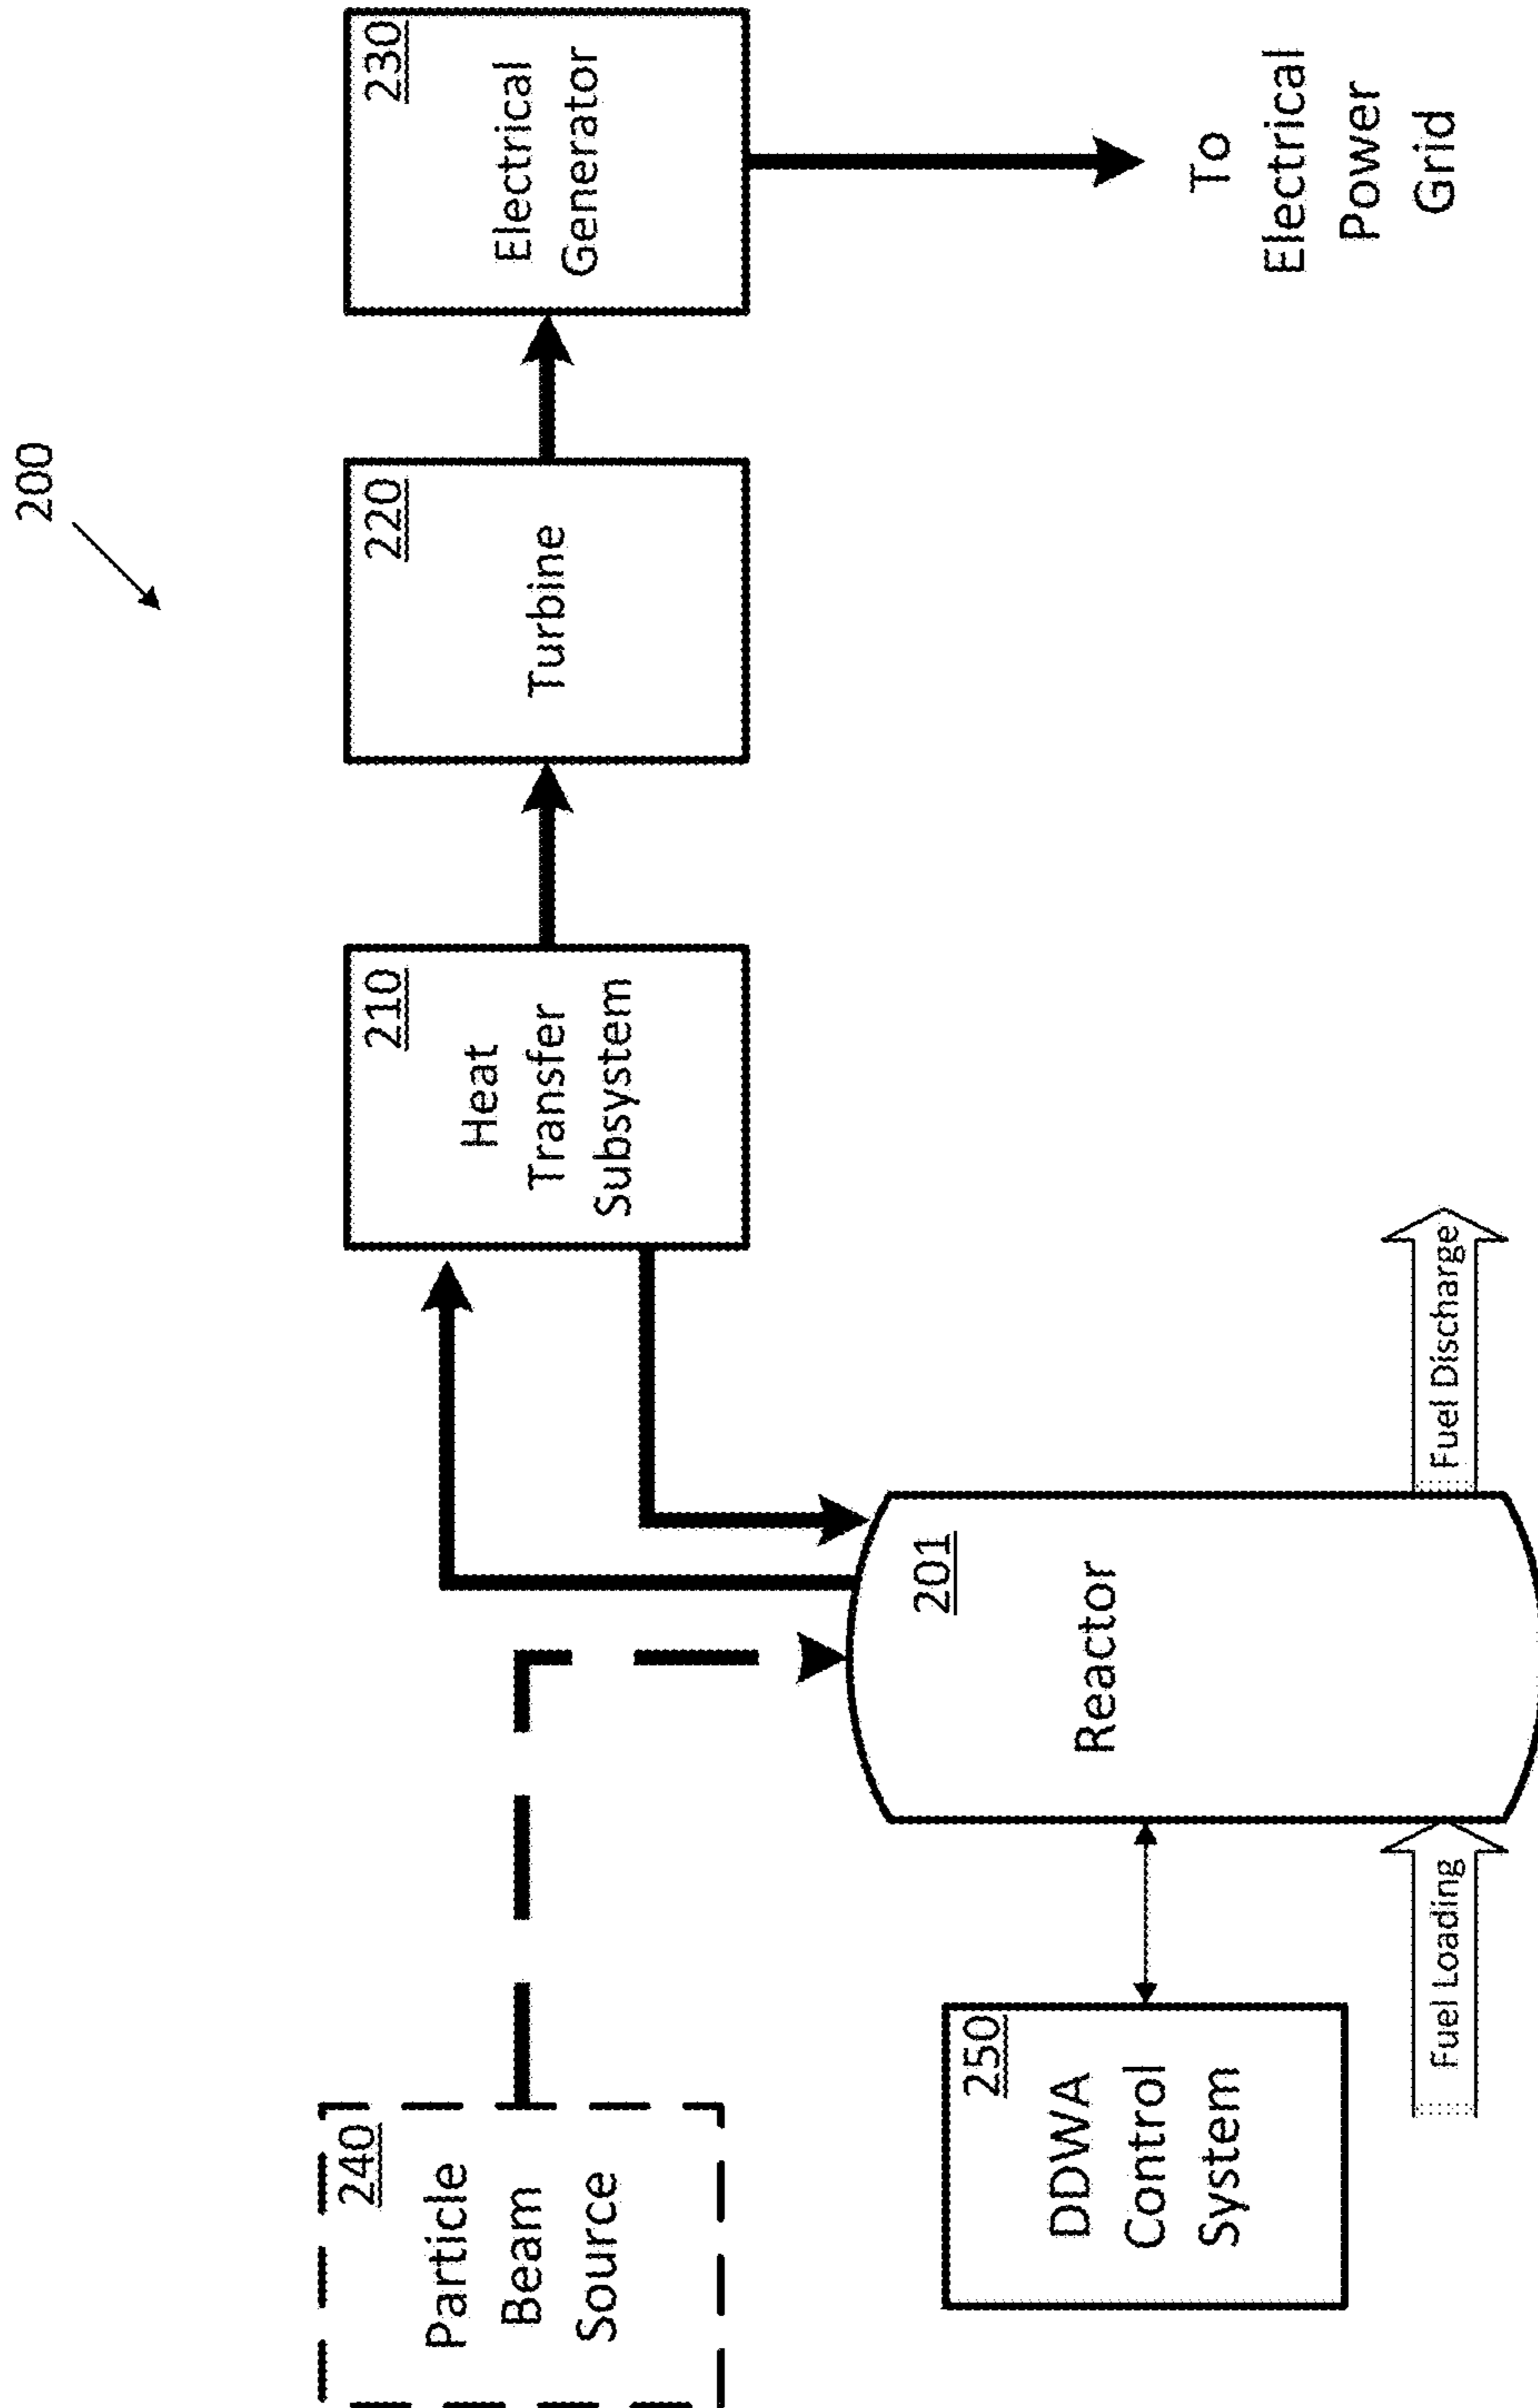 200
240
Particle
Beam
Source
210
Heat
Transfer
Subsystem
220
Turbine
230
Electrical
Generator
250
DDWA
Control
System
201
Reactor
To
Electrical
Power
Grid
Fuel Loading
Fuel Discharge